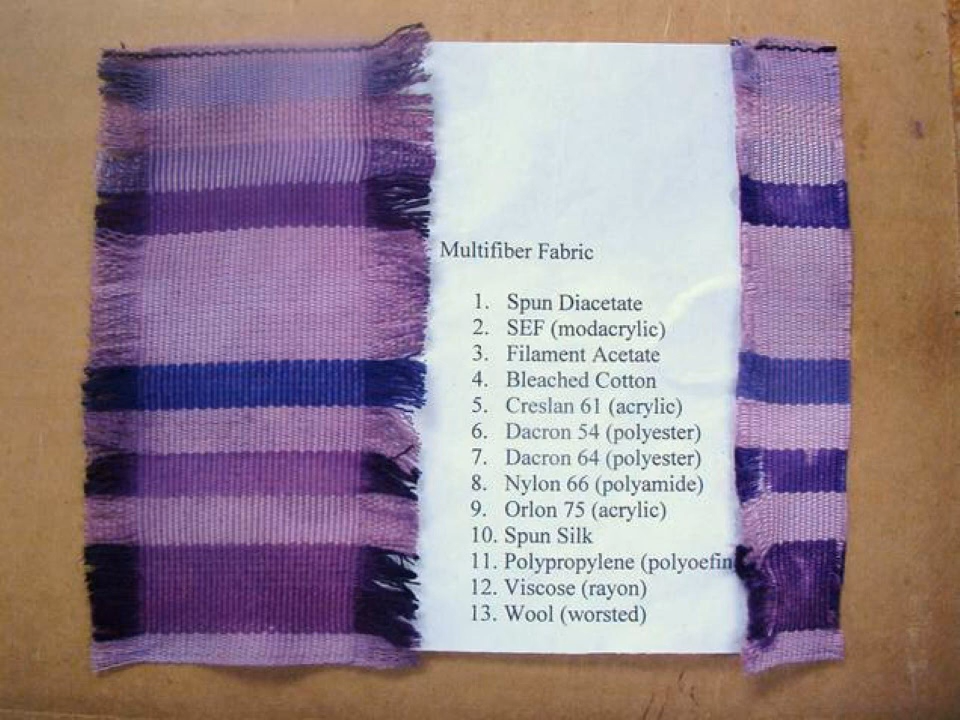 Multifiber Fabric
1. Spun Diacetate
2. SEF (modacrylic)
3. Filament Acetate
4. Bleached Cotton
5. Creslan 61 (acrylic)
6. Dacron 54 (polyester)
7. Dacron 64 (polyester)
8. Nylon 66 (polyamide)
9. Orlon 75 (acrylic)
10. Spun Silk
11. Polypropylene (polyoefin
12. Viscose (rayon)
13. Wool (worsted)